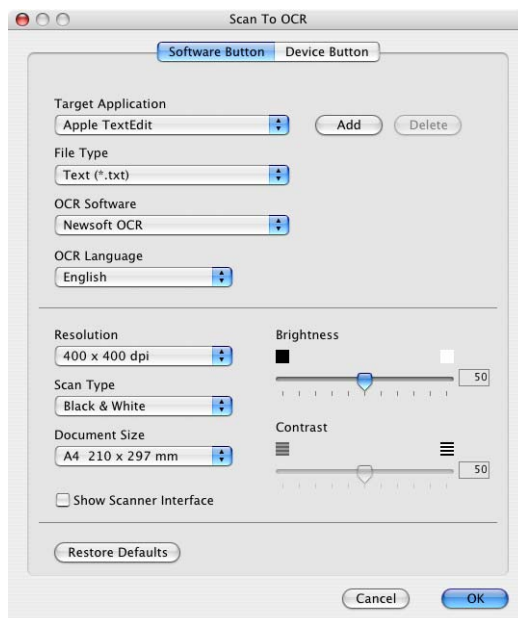 Scan To OCR
Software Button Device Button
Target Application
Apple TextEdit Add Delete
File Type
Text (*.txt)
OCR Software
Newsoft OCR
OCR Language
English
Resolution Brightness
400 x 400 dpi
50
Scan Type
Black & White
Document Size Contrast
A4 210 x 297 mm
50
Show Scanner Interface
Restore Defaults
Cancel OK